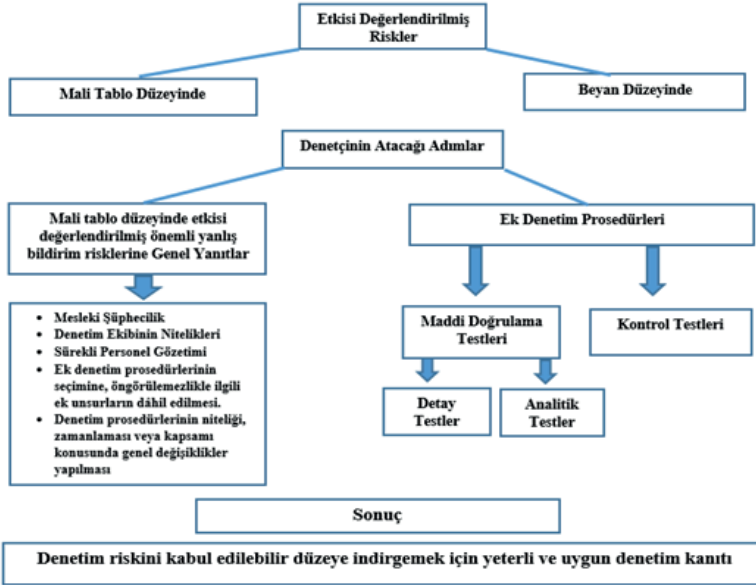 Etkisi Değerlendirilmiş
Riskler
Mali Tablo Düzeyinde
Beyan Düzeyinde
Denetçinin Atacağı Adımlar
Mali tablo düzeyinde etkisi
değerlendirilmiş önemli yanlış
bildirim risklerine Genel Yanıtlar
Ek Denetim Prosedürleri
• Mesleki Şüphecilik
• Denetim Ekibinin Nitelikleri
• Sürekli Personel Gözetimi
• Ek denetim prosedürlerinin
seçimine, öngörülemezlikle ilgili
ek unsurların dâhil edilmesi.
• Denetim prosedürlerinin niteliği,
zamanlaması veya kapsamı
konusunda genel değişiklikler
yapılması
Maddi Doğrulama
Testleri
Kontrol Testleri
Detay
Testler
Analitik
Testler
Sonuç
Denetim riskini kabul edilebilir düzeye indirgemek için yeterli ve uygun denetim kanıtı